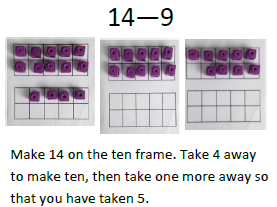 14—9
Make 14 on the ten frame. Take 4 away
to make ten, then take one more away so
that you have taken 5.